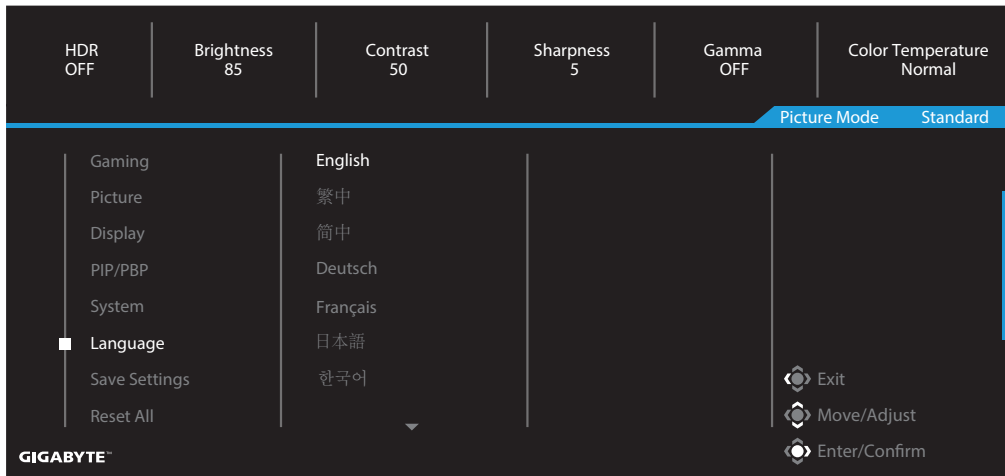 HDR
OFF
Brightness
85
Contrast
50
Sharpness
5
Gamma
OFF
Color Temperature
Normal
Picture Mode Standard
Gaming
Picture
Display
PIP/PBP
System
Language
Save Settings
Reset All
English
繁中
简中
Deutsch
Français
日本語
한국어
Exit
Move/Adjust
Enter/Confirm
GIGABYTE™